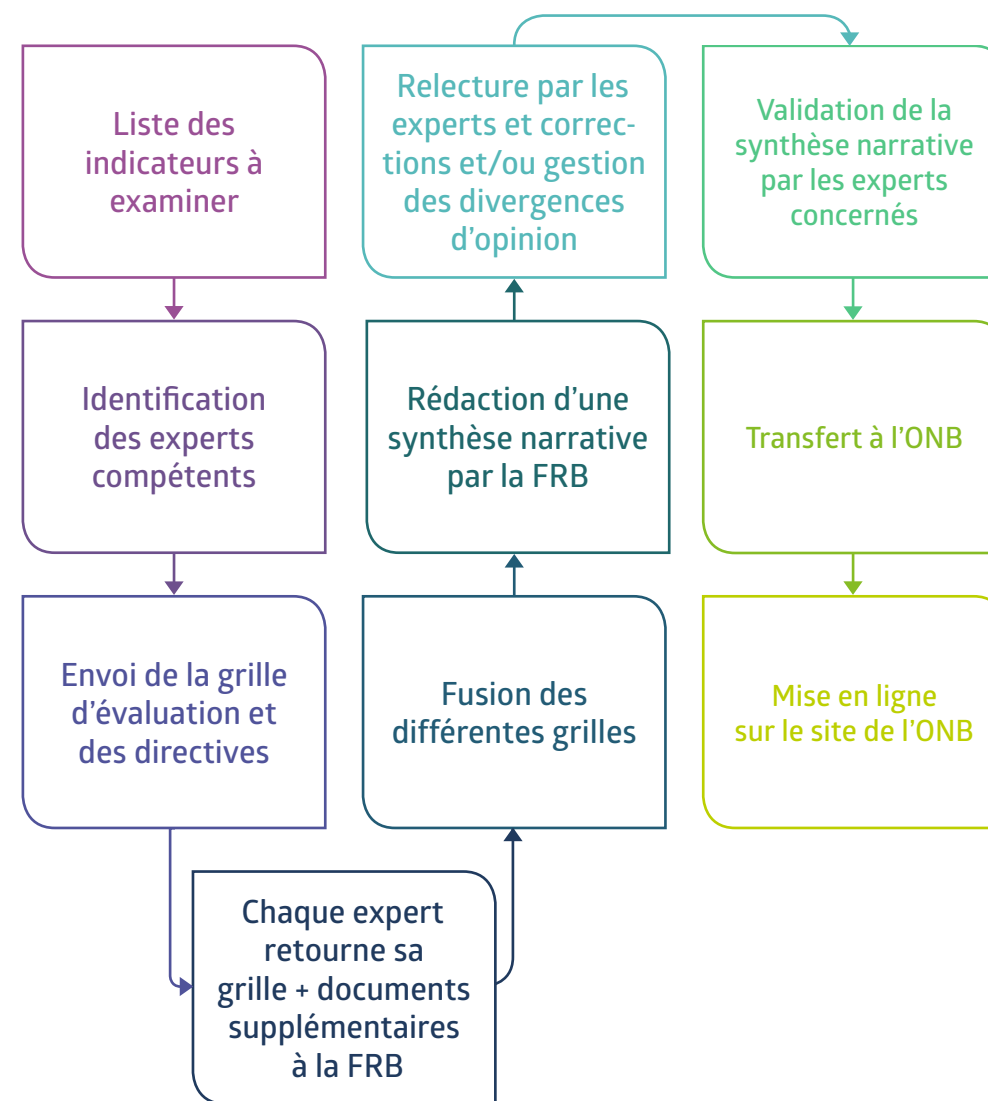 Liste des
indicateurs à
examiner
Identification
des experts
compétents
Envoi de la grille
d'évaluation et
des directives
Chaque expert
retourne sa
grille + documents
supplémentaires
à la FRB
Fusion des
différentes grilles
Rédaction d'une
synthèse narrative
par la FRB
Relecture par les
experts et correc-
tions et/ou gestion
des divergences
d'opinion
Validation de la
synthèse narrative
par les experts
concernés
Transfert à l'ONB
Mise en ligne
sur le site de l'ONB